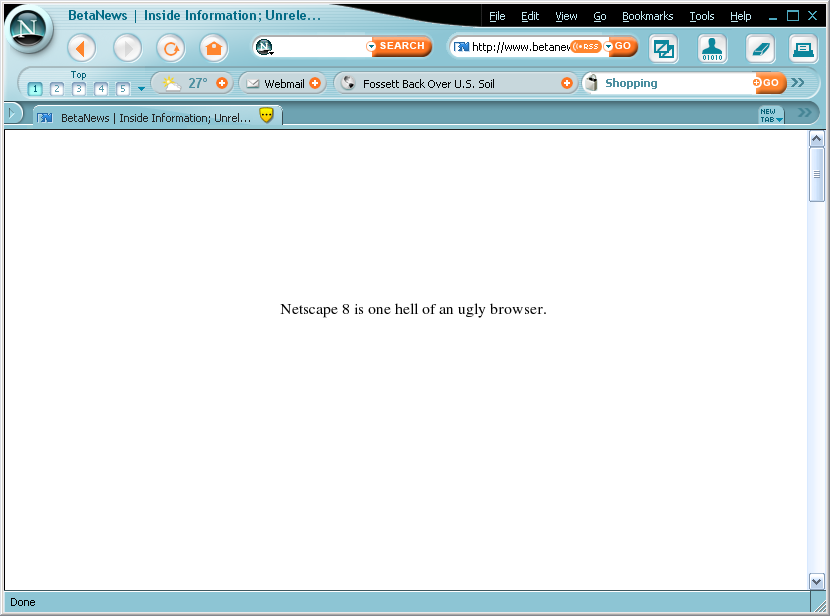 BetaNews | Inside Information; Unrele...
File Edit View Go Bookmarks Tools Help
N
N SEARCH
http://www.betanew RSS GO
01010
Top
1 2 3 4 5
27° Webmail Fossett Back Over U.S. Soil Shopping GO
BetaNews | Inside Information; Unrel...
NEW
TAB
Netscape 8 is one hell of an ugly browser.
Done